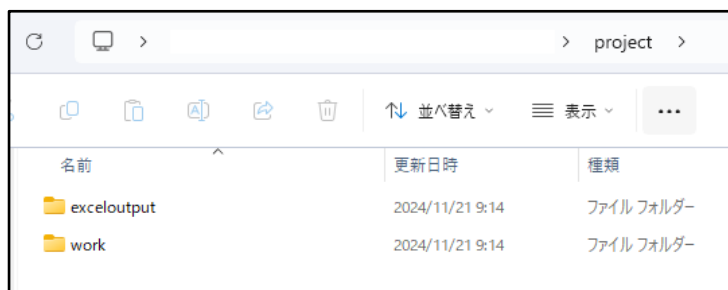 > > project >
並べ替え 表示 ...
名前 更新日時 種類
exceloutput 2024/11/21 9:14 ファイル フォルダー
work 2024/11/21 9:14 ファイル フォルダー